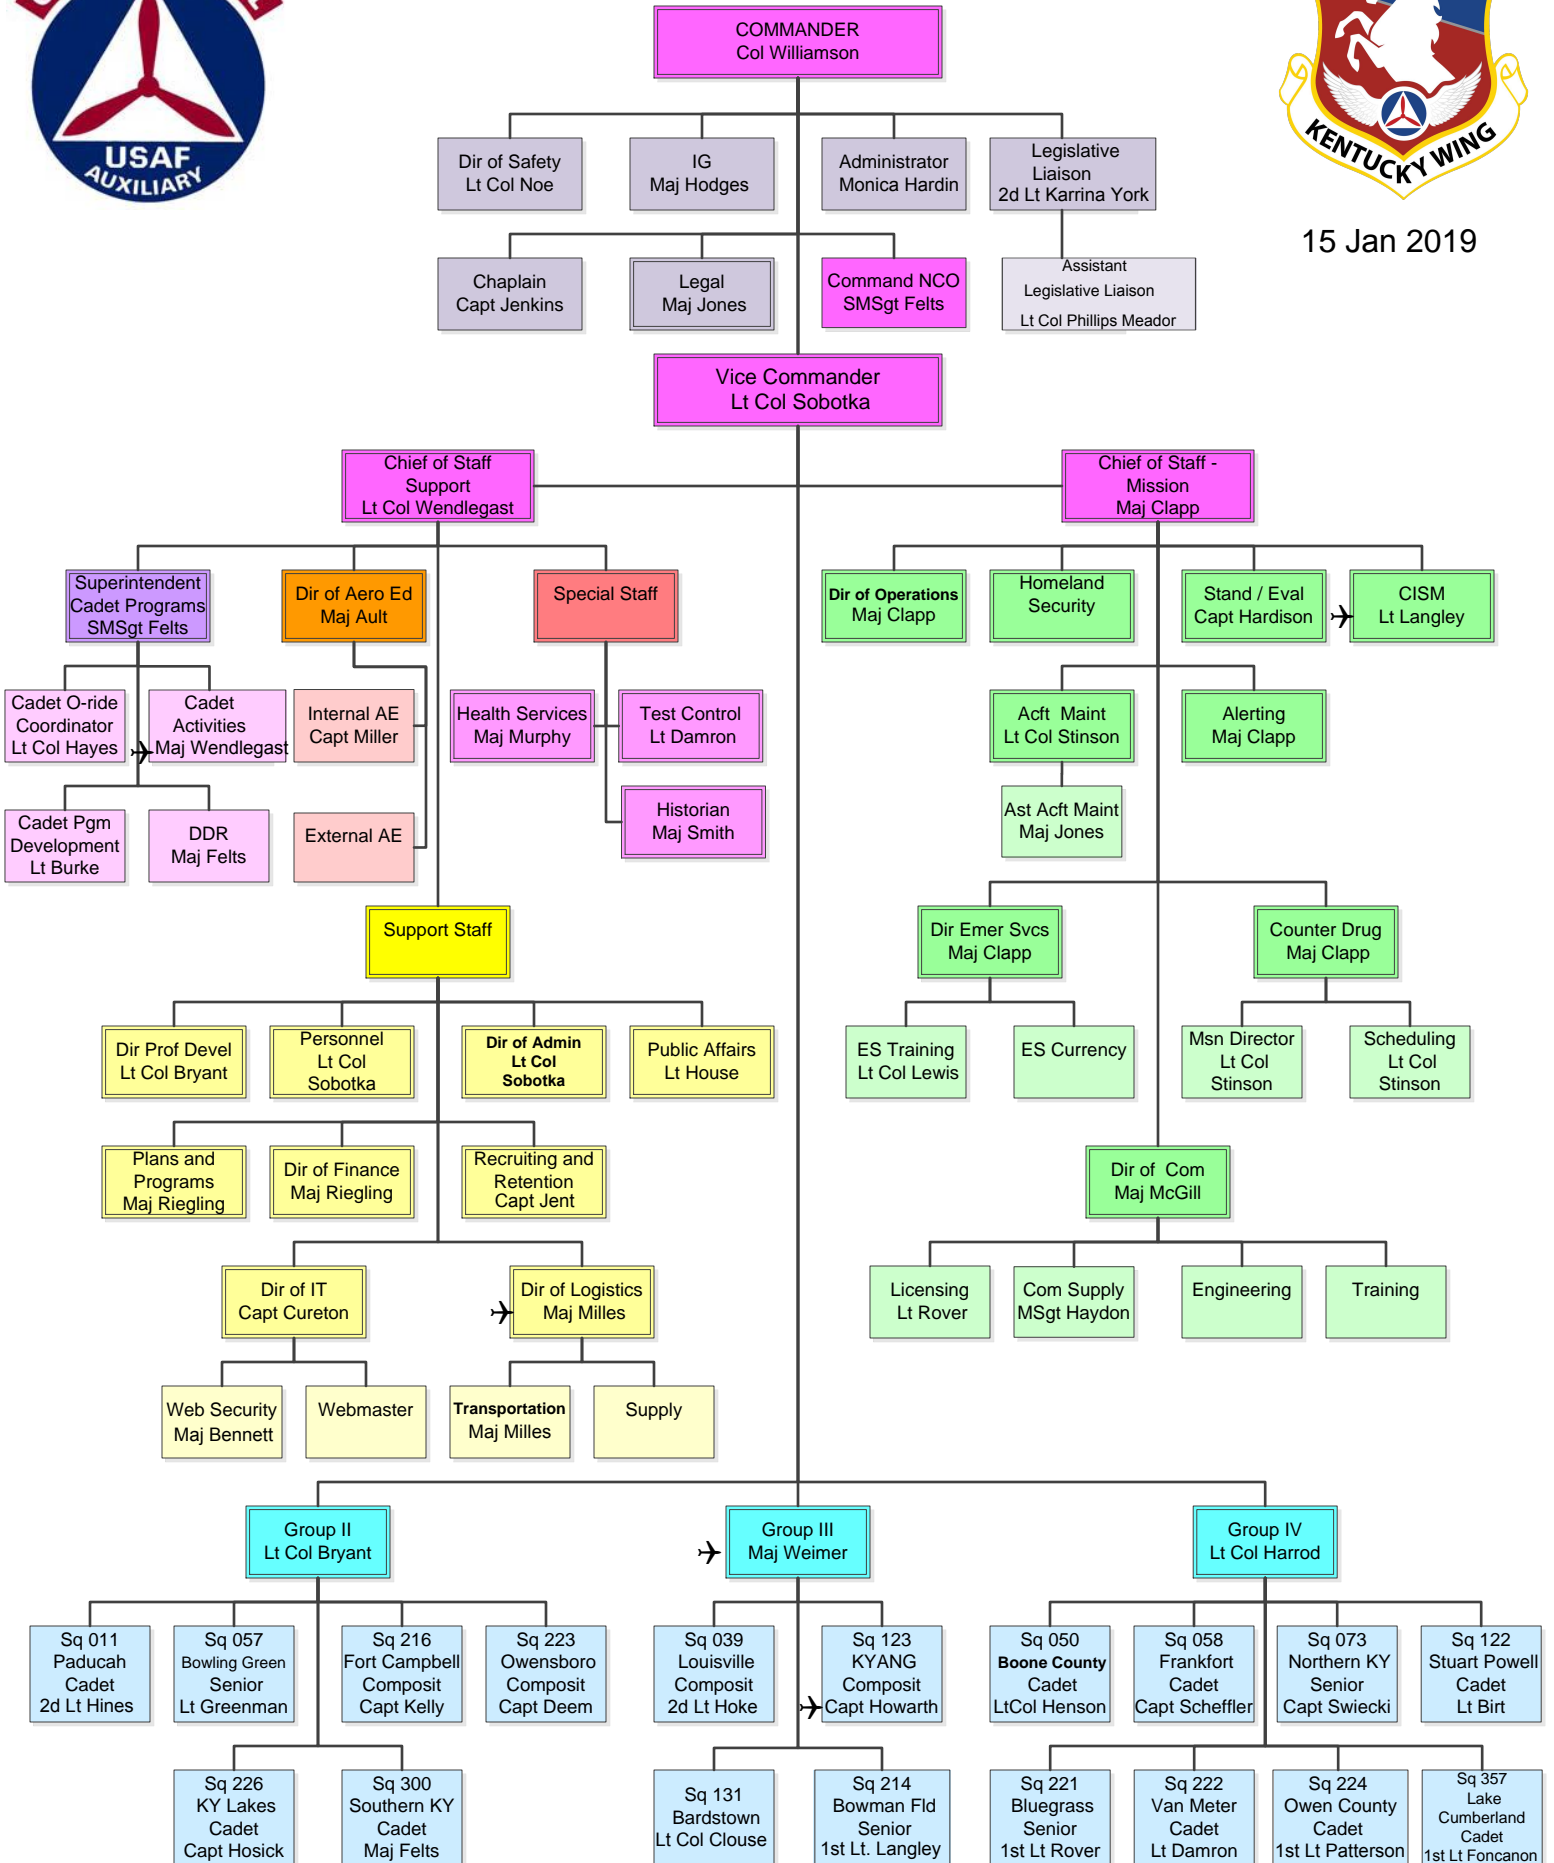 USAF
AUXILIARY
KENTUCKY WING
15 Jan 2019
COMMANDER
Col Williamson
Dir of Safety
Lt Col Noe
IG
Maj Hodges
Administrator
Monica Hardin
Legislative
Liaison
2d Lt Karrina York
Chaplain
Capt Jenkins
Legal
Maj Jones
Command NCO
SMSgt Felts
Assistant
Legislative Liaison
Lt Col Phillips Meador
Vice Commander
Lt Col Sobotka
Chief of Staff
Support
Lt Col Wendlegast
Chief of Staff -
Mission
Maj Clapp
Superintendent
Cadet Programs
SMSgt Felts
Dir of Aero Ed
Maj Ault
Special Staff
Dir of Operations
Maj Clapp
Homeland
Security
Stand / Eval
Capt Hardison
CISM
Lt Langley
Cadet O-ride
Coordinator
Lt Col Hayes
Cadet
Activities
Maj Wendlegast
Internal AE
Capt Miller
Health Services
Maj Murphy
Test Control
Lt Damron
Acft  Maint
Lt Col Stinson
Alerting
Maj Clapp
Cadet Pgm
Development
Lt Burke
DDR
Maj Felts
External AE
Historian
Maj Smith
Ast Acft Maint
Maj Jones
Support Staff
Dir Emer Svcs
Maj Clapp
Counter Drug
Maj Clapp
Dir Prof Devel
Lt Col Bryant
Personnel
Lt Col
Sobotka
Dir of Admin
Lt Col
Sobotka
Public Affairs
Lt House
ES Training
Lt Col Lewis
ES Currency
Msn Director
Lt Col
Stinson
Scheduling
Lt Col
Stinson
Plans and
Programs
Maj Riegling
Dir of Finance
Maj Riegling
Recruiting and
Retention
Capt Jent
Dir of  Com
Maj McGill
Dir of IT
Capt Cureton
Dir of Logistics
Maj Milles
Licensing
Lt Rover
Com Supply
MSgt Haydon
Engineering
Training
Web Security
Maj Bennett
Webmaster
Transportation
Maj Milles
Supply
Group II
Lt Col Bryant
Group III
Maj Weimer
Group IV
Lt Col Harrod
Sq 011
Paducah
Cadet
2d Lt Hines
Sq 057
Bowling Green
Senior
Lt Greenman
Sq 216
Fort Campbell
Composit
Capt Kelly
Sq 223
Owensboro
Composit
Capt Deem
Sq 039
Louisville
Composit
2d Lt Hoke
Sq 123
KYANG
Composit
Capt Howarth
Sq 050
Boone County
Cadet
LtCol Henson
Sq 058
Frankfort
Cadet
Capt Scheffler
Sq 073
Northern KY
Senior
Capt Swiecki
Sq 122
Stuart Powell
Cadet
Lt Birt
Sq 226
KY Lakes
Cadet
Capt Hosick
Sq 300
Southern KY
Cadet
Maj Felts
Sq 131
Bardstown
Lt Col Clouse
Sq 214
Bowman Fld
Senior
1st Lt. Langley
Sq 221
Bluegrass
Senior
1st Lt Rover
Sq 222
Van Meter
Cadet
Lt Damron
Sq 224
Owen County
Cadet
1st Lt Patterson
Sq 357
Lake
Cumberland
Cadet
1st Lt Foncanon